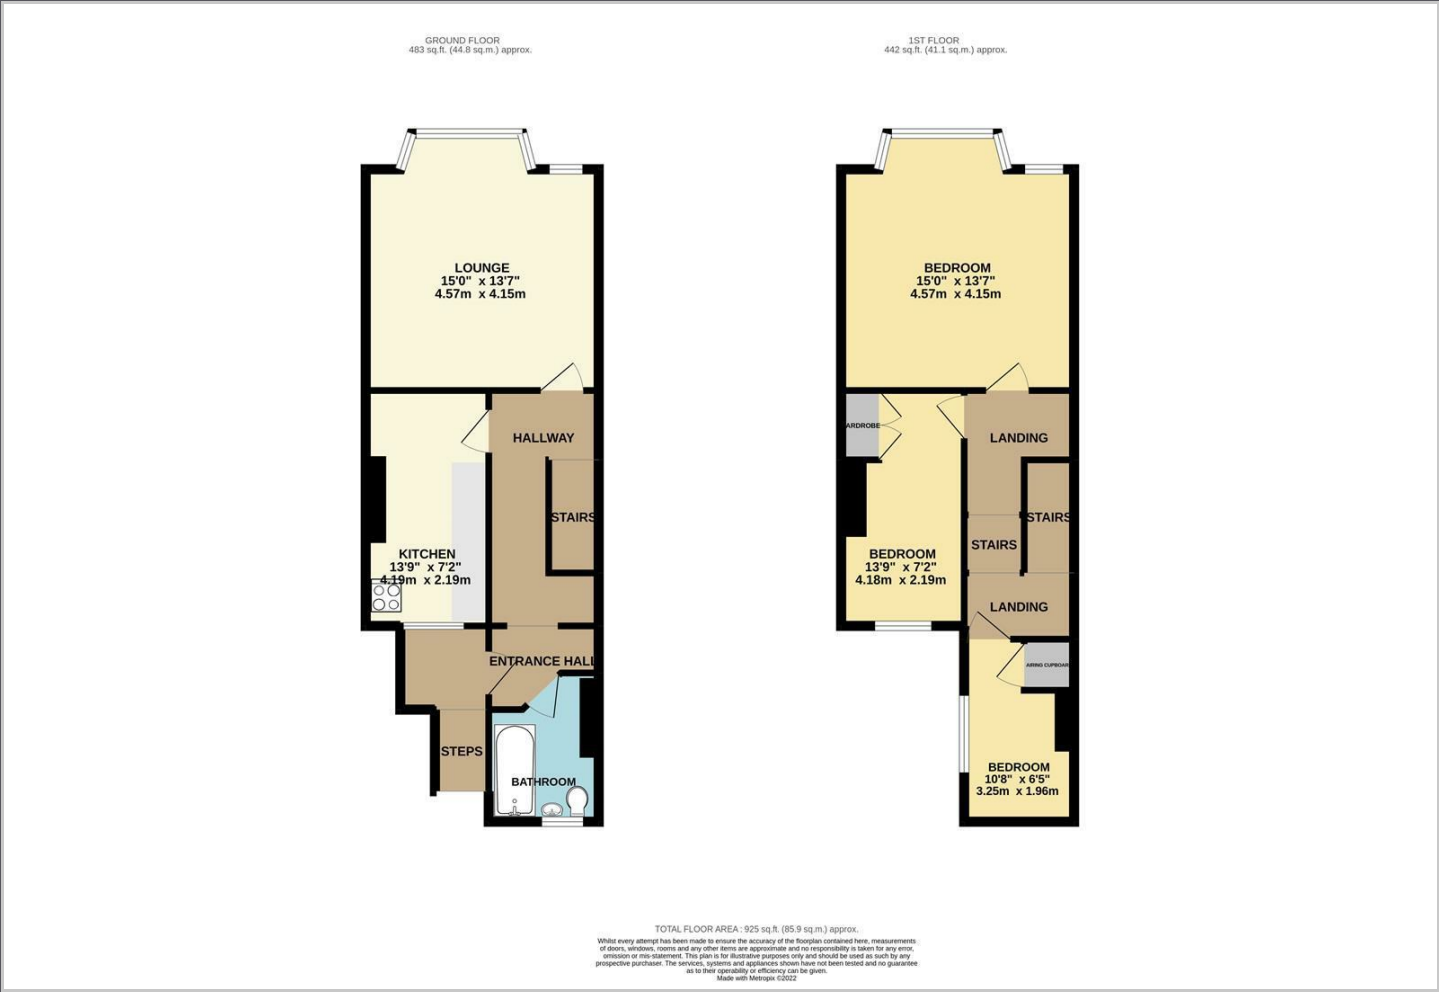 GROUND FLOOR
483 sq.ft. (44.8 sq.m.) approx.
1ST FLOOR
442 sq.ft. (41.1 sq.m.) approx.
LOUNGE
15'0" x 13'7"
4.57m x 4.15m
HALLWAY
STAIRS
KITCHEN
13'9" x 7'2"
4.19m x 2.19m
ENTRANCE HALL
STEPS
BATHROOM
BEDROOM
15'0" x 13'7"
4.57m x 4.15m
ARDROBE
LANDING
STAIRS
STAIRS
BEDROOM
13'9" x 7'2"
4.18m x 2.19m
LANDING
AIRING CUPBOAR
BEDROOM
10'8" x 6'5"
3.25m x 1.96m
TOTAL FLOOR AREA : 925 sq.ft. (85.9 sq.m.) approx.
Whilst every attempt has been made to ensure the accuracy of the floorplan contained here, measurements
of doors, windows, rooms and any other items are approximate and no responsibility is taken for any error,
omission or mis-statement. This plan is for illustrative purposes only and should be used as such by any
prospective purchaser. The services, systems and appliances shown have not been tested and no guarantee
as to their operability or efficiency can be given.
Made with Metropix ©2022